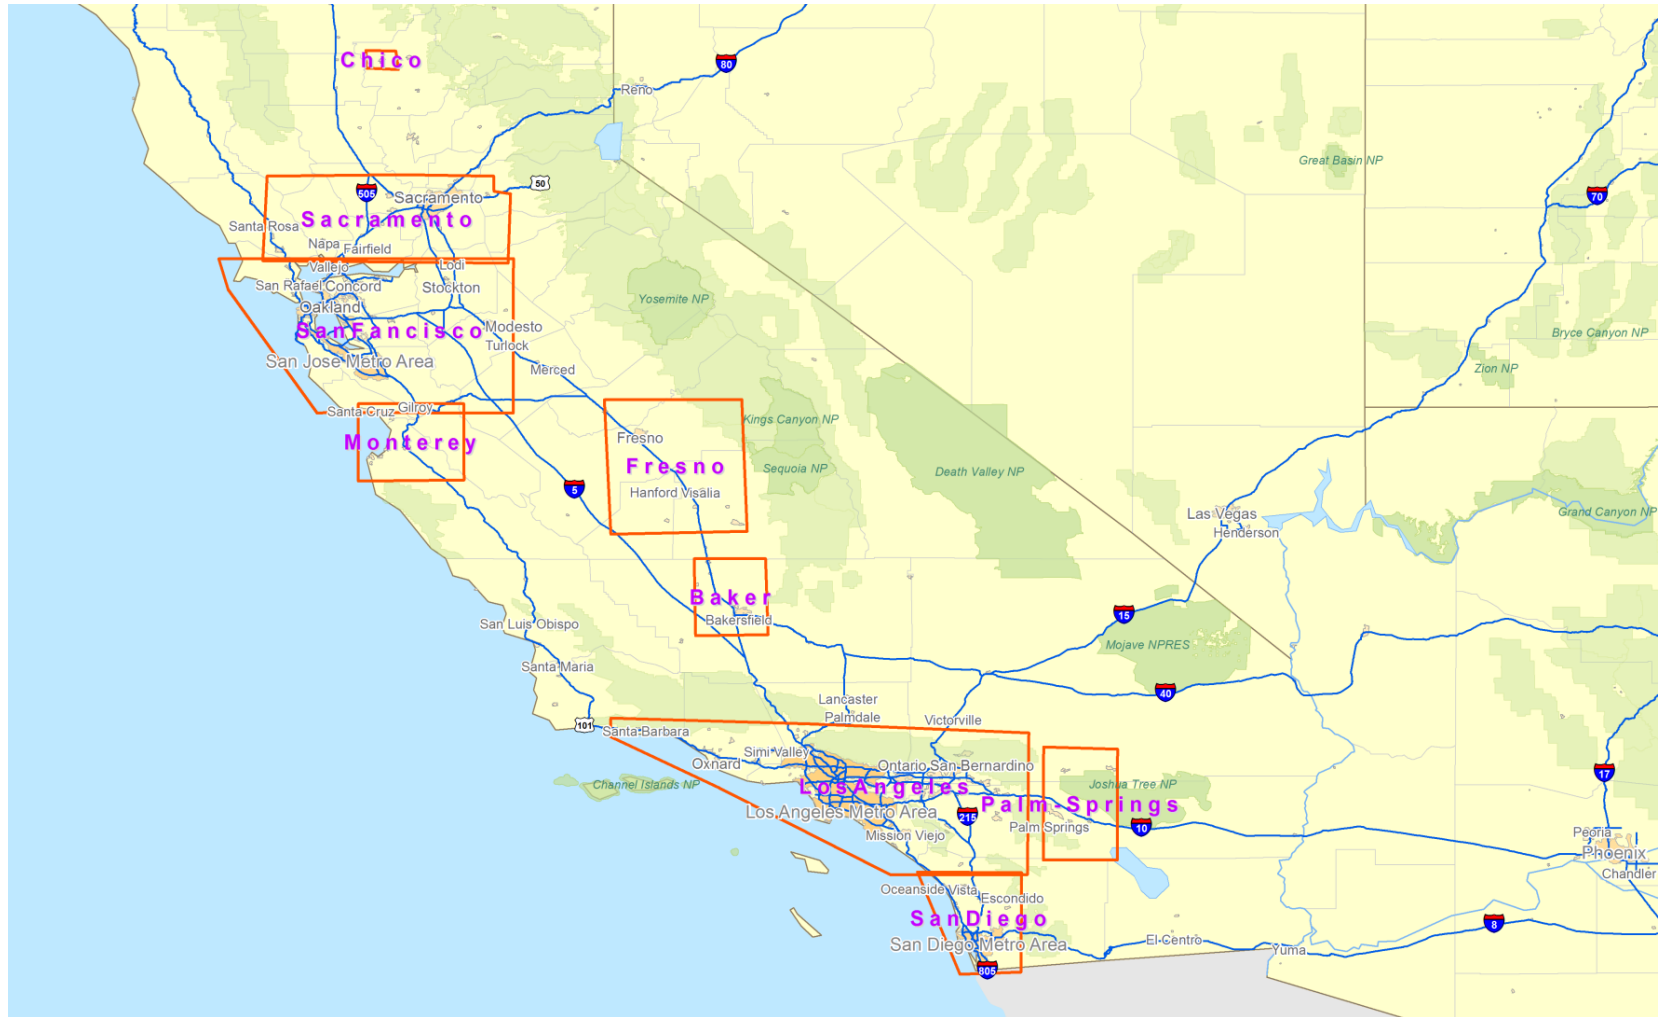 Chico
80
Reno
Great Basin NP
50
505
Sacramento
70
Sacramento
Santa Rosa
Napa
Fairfield
Vallejo
Lodi
San Rafael
Concord
Stockton
Yosemite NP
Oakland
SanFancisco
Modesto
Bryce Canyon NP
Turlock
San Jose Metro Area
Merced
Zion NP
Santa Cruz
Gilroy
Kings Canyon NP
Monterey
Fresno
Fresno
Sequoia NP
Death Valley NP
5
Hanford
Visalia
Las Vegas
Grand Canyon NP
Henderson
Baker
15
Bakersfield
San Luis Obispo
Mojave NPRES
Santa Maria
40
Lancaster
Palmdale
Victorville
101
Santa Barbara
Simi Valley
Oxnard
Ontario
San Bernardino
17
Channel Islands NP
LosAngeles
Joshua Tree NP
Palm-Springs
Los Angeles Metro Area
215
Palm Springs
10
Mission Viejo
Peoria
Phoenix
Chandler
Oceanside
Vista
Escondido
SanDiego
8
San Diego Metro Area
El Centro
Yuma
805